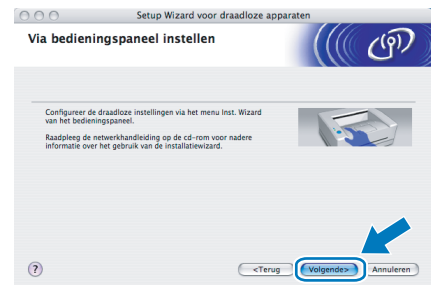 Setup Wizard voor draadloze apparaten
Via bedieningspaneel instellen
Configureer de draadloze instellingen via het menu Inst. Wizard
van het bedieningspaneel.
Raadpleeg de netwerkhandleiding op de cd-rom voor nadere
informatie over het gebruik van de installatiewizard.
?
<Terug
Volgende>
Annuleren